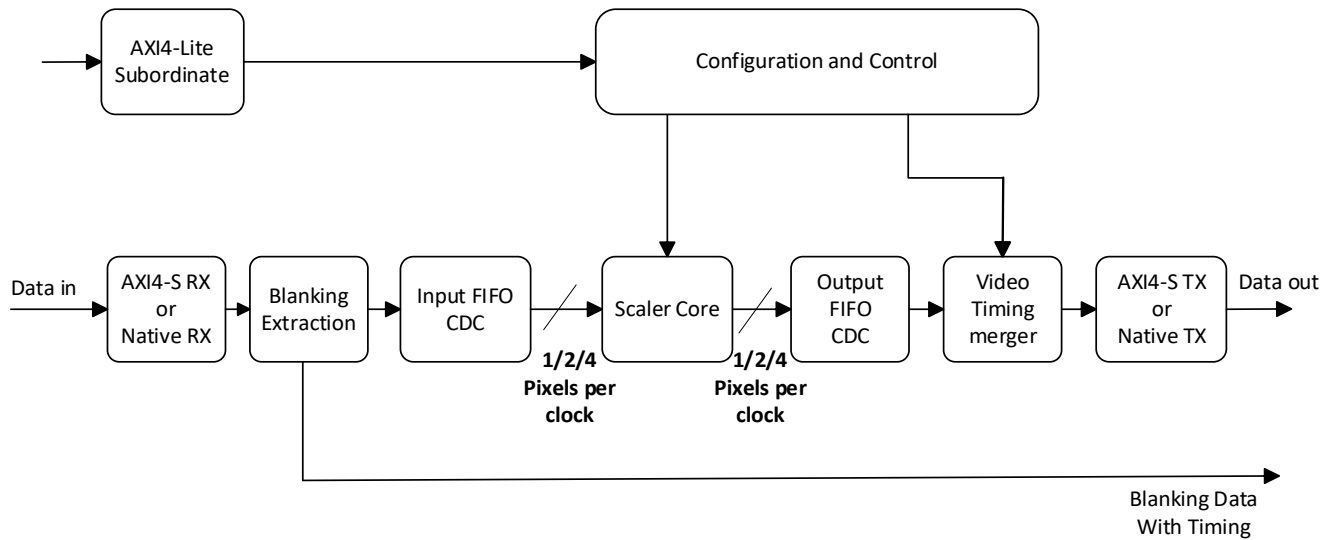 AXI4-Lite
Subordinate
Configuration and Control
Data in
AXI4-S RX
or
Native RX
Blanking
Extraction
Input FIFO
CDC
1/2/4
Pixels per
clock
Scaler Core
1/2/4
Pixels per
clock
Output
FIFO
CDC
Video
Timing
merger
AXI4-S TX
or
Native TX
Data out
Blanking Data
With Timing